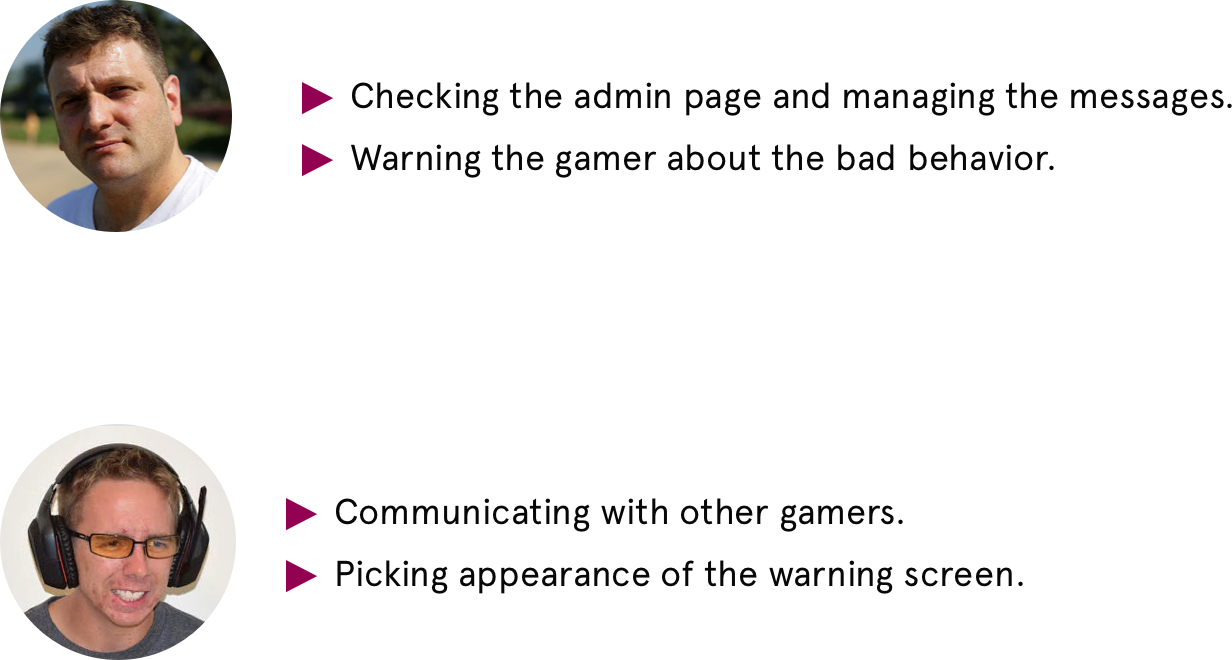 Checking the admin page and managing the messages.
Warning the gamer about the bad behavior.
Communicating with other gamers.
Picking appearance of the warning screen.